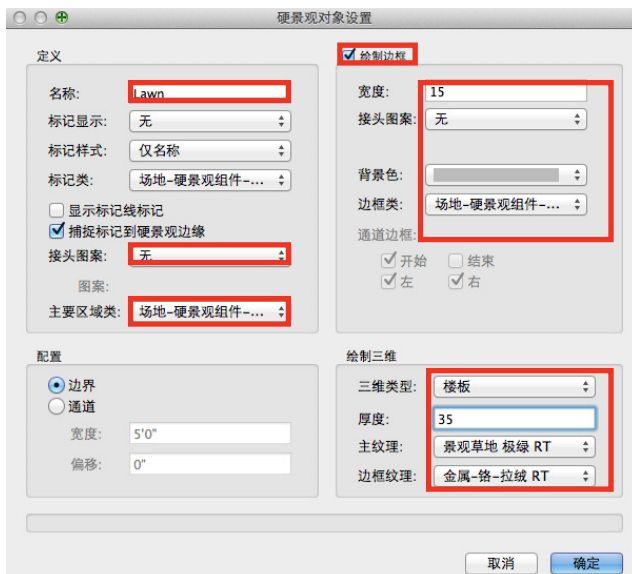 硬景观对象设置
定义
名称: Lawn
标记显示: 无
标记样式: 仅名称
标记类: 场地-硬景观组件-...
显示标记线标记
捕捉标记到硬景观边缘
接头图案: 无
图案:
主要区域类: 场地-硬景观组件-...
绘制边框
宽度: 15
接头图案: 无
背景色:
边框类: 场地-硬景观组件-...
通道边框:
开始 结束
左 右
配置
边界
通道
宽度: 5'0"
偏移: 0"
绘制三维
三维类型: 楼板
厚度: 35
主纹理: 景观草地 极绿 RT
边框纹理: 金属-铬-拉绒 RT
取消 确定